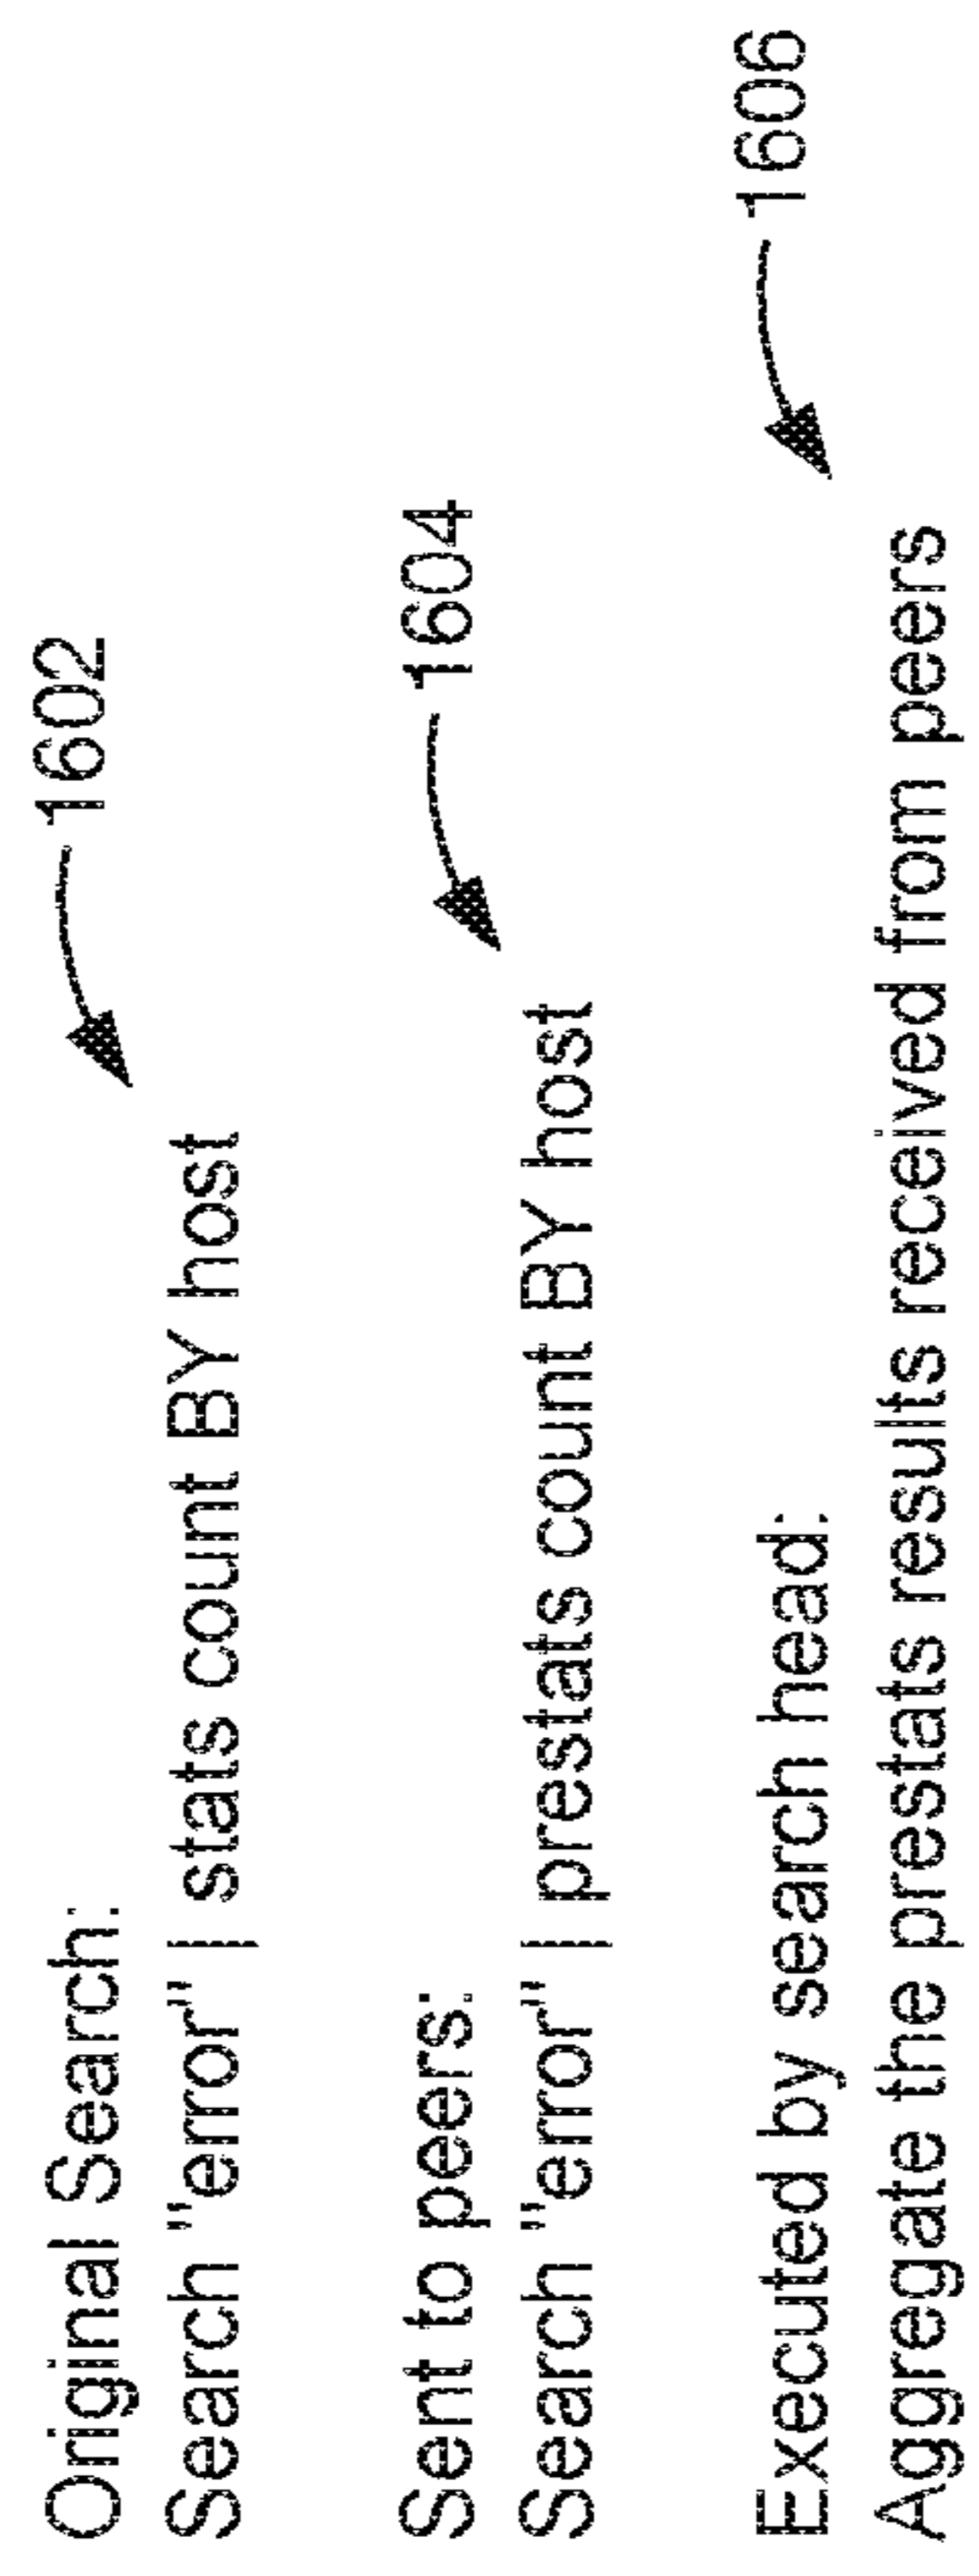 Original Search: 1602
Search "error" | stats count BY host
Sent to peers: 1604
Search "error" | prestats count BY host
Executed by search head: 1606
Aggregate the prestats results received from peers